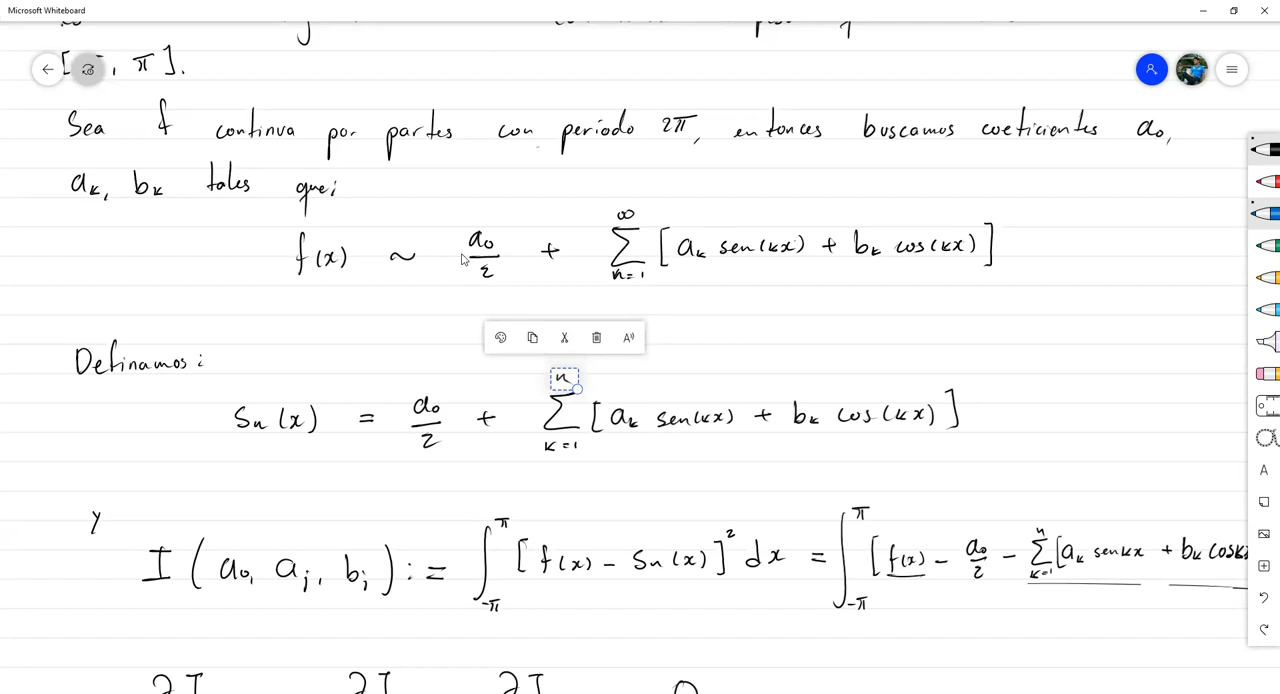 Microsoft Whiteboard
, π].
Sea f continua por partes con período 2π, entonces buscamos coeficientes a₀,
aₖ, bₖ tales que:
f(x) ~ a₀/2 + ∑_{n=1}^{∞} [aₖ sen(kx) + bₖ cos(kx)]
Definamos:
Sn(x) = a₀/2 + ∑_{k=1}^{n} [aₖ sen(kx) + bₖ cos(kx)]
y
I(a₀, aⱼ, bⱼ) := ∫_{-π}^{π} [f(x) - Sn(x)]² dx = ∫_{-π}^{π} [f(x) - a₀/2 - ∑_{k=1}^{n} [aₖ sen kx + bₖ cos k
∂I ∂I ∂I